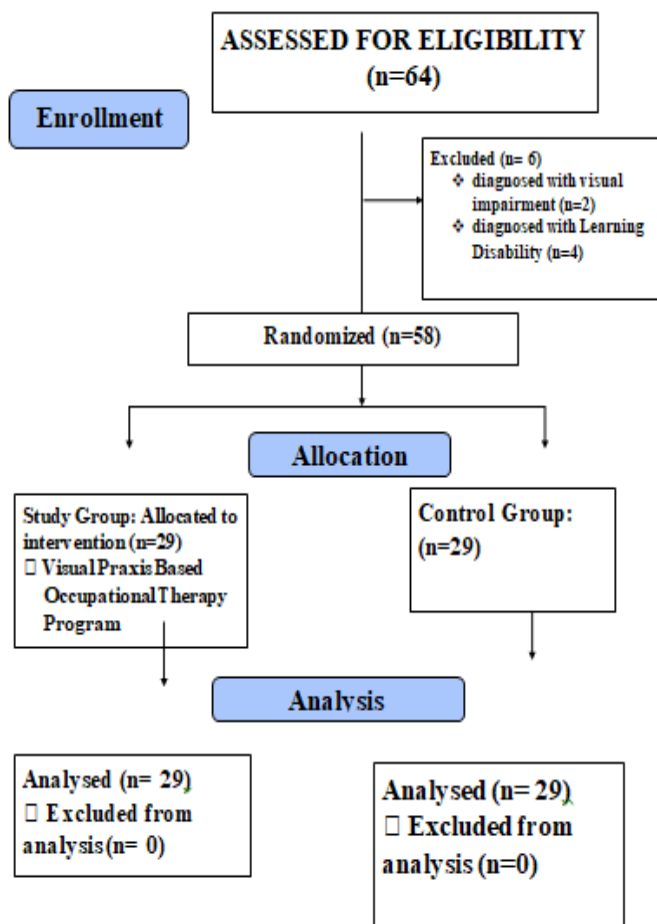 ASSESSED FOR ELIGIBILITY
(n=64)
Enrollment
Excluded (n= 6)
❖ diagnosed with visual
impairment (n=2)
❖ diagnosed with Learning
Disability (n=4)
Randomized (n=58)
Allocation
Study Group: Allocated to
intervention (n=29)
□ Visual Praxis Based
Occupational Therapy
Program
Control Group:
(n=29)
Analysis
Analysed (n= 29)
□ Excluded from
analysis (n= 0)
Analysed (n= 29)
□ Excluded from
analysis (n=0)